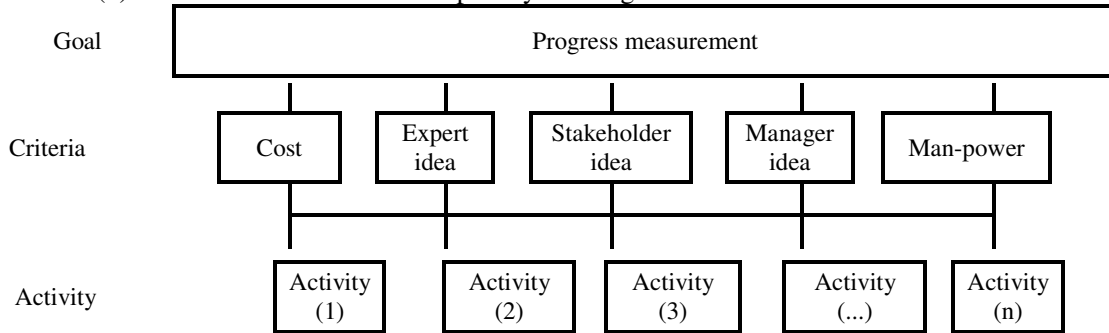 Goal
Progress measurement
Criteria
Cost
Expert
idea
Stakeholder
idea
Manager
idea
Man-power
Activity
Activity
(1)
Activity
(2)
Activity
(3)
Activity
(...)
Activity
(n)